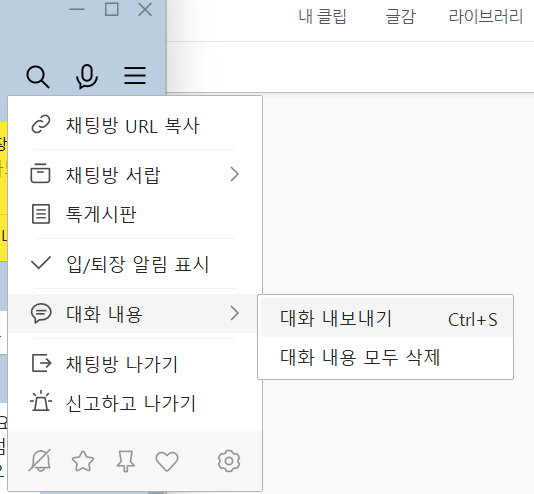 내 클립 글감 라이브러리
채팅방 URL 복사
채팅방 서랍
톡게시판
입/퇴장 알림 표시
대화 내용
대화 내보내기 Ctrl+S
대화 내용 모두 삭제
채팅방 나가기
신고하고 나가기